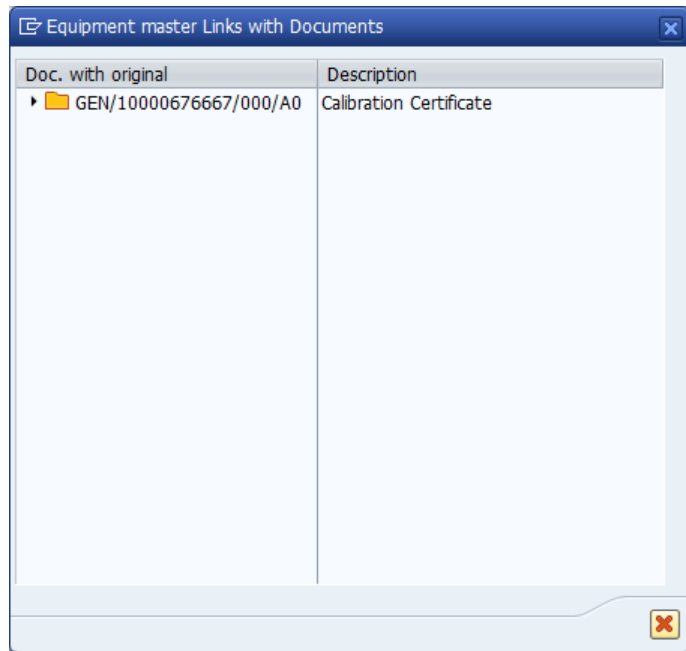 Equipment master Links with Documents
Doc. with original Description
GEN/10000676667/000/A0 Calibration Certificate